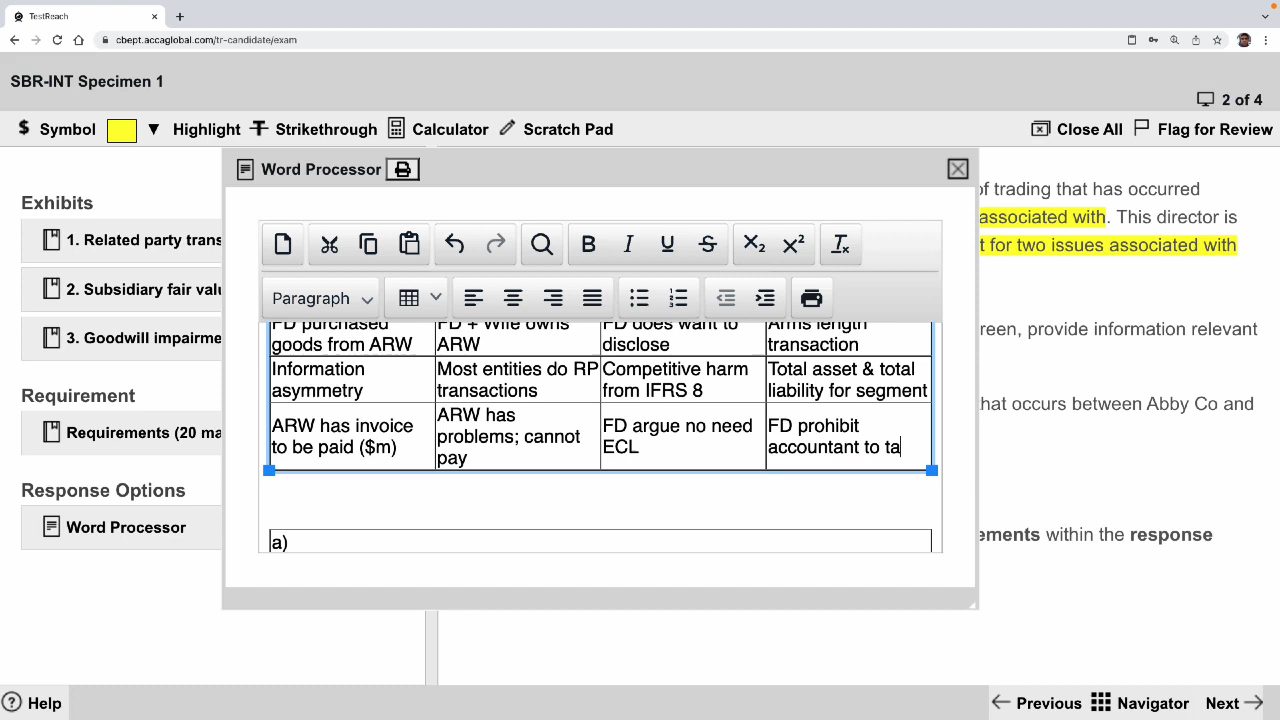 TestReach
cbept.accaglobal.com/tr-candidate/exam
SBR-INT Specimen 1
2 of 4
$ Symbol Highlight Strikethrough Calculator Scratch Pad Close All Flag for Review
Word Processor
Exhibits
1. Related party trans
2. Subsidiary fair valu
3. Goodwill impairme
Requirement
Requirements (20 ma
Response Options
Word Processor
B I U S X₂ X² Tx
Paragraph
FD purchased goods from ARW
FD + Wife owns ARW
FD does want to disclose
Arms length transaction
Information asymmetry
Most entities do RP transactions
Competitive harm from IFRS 8
Total asset & total liability for segment
ARW has invoice to be paid ($m)
ARW has problems; cannot pay
FD argue no need ECL
FD prohibit accountant to ta
a)
of trading that has occurred
associated with. This director is
t for two issues associated with
reen, provide information relevant
that occurs between Abby Co and
ements within the response
Help
Previous Navigator Next